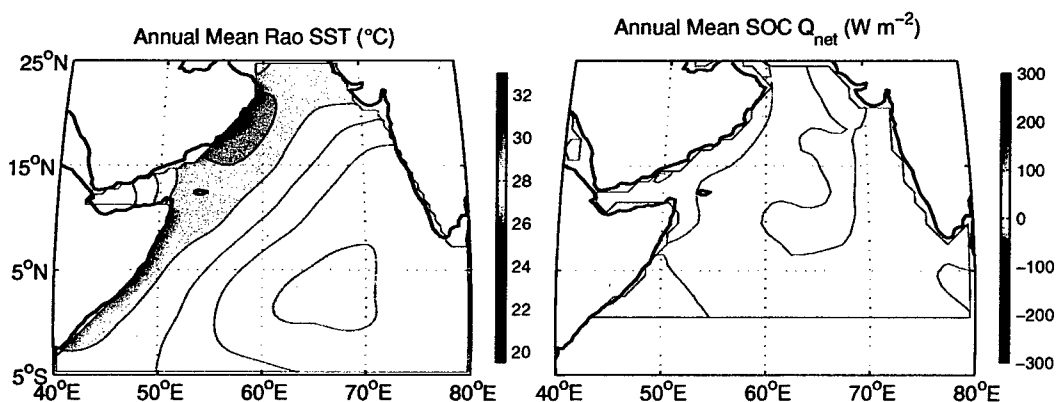 Annual Mean Rao SST (°C)
25°N
15°N
5°N
5°S
40°E
50°E
60°E
70°E
80°E
32
30
28
26
24
22
20
Annual Mean SOC Qnet (W m−2)
40°E
50°E
60°E
70°E
80°E
300
200
100
0
−100
−200
−300